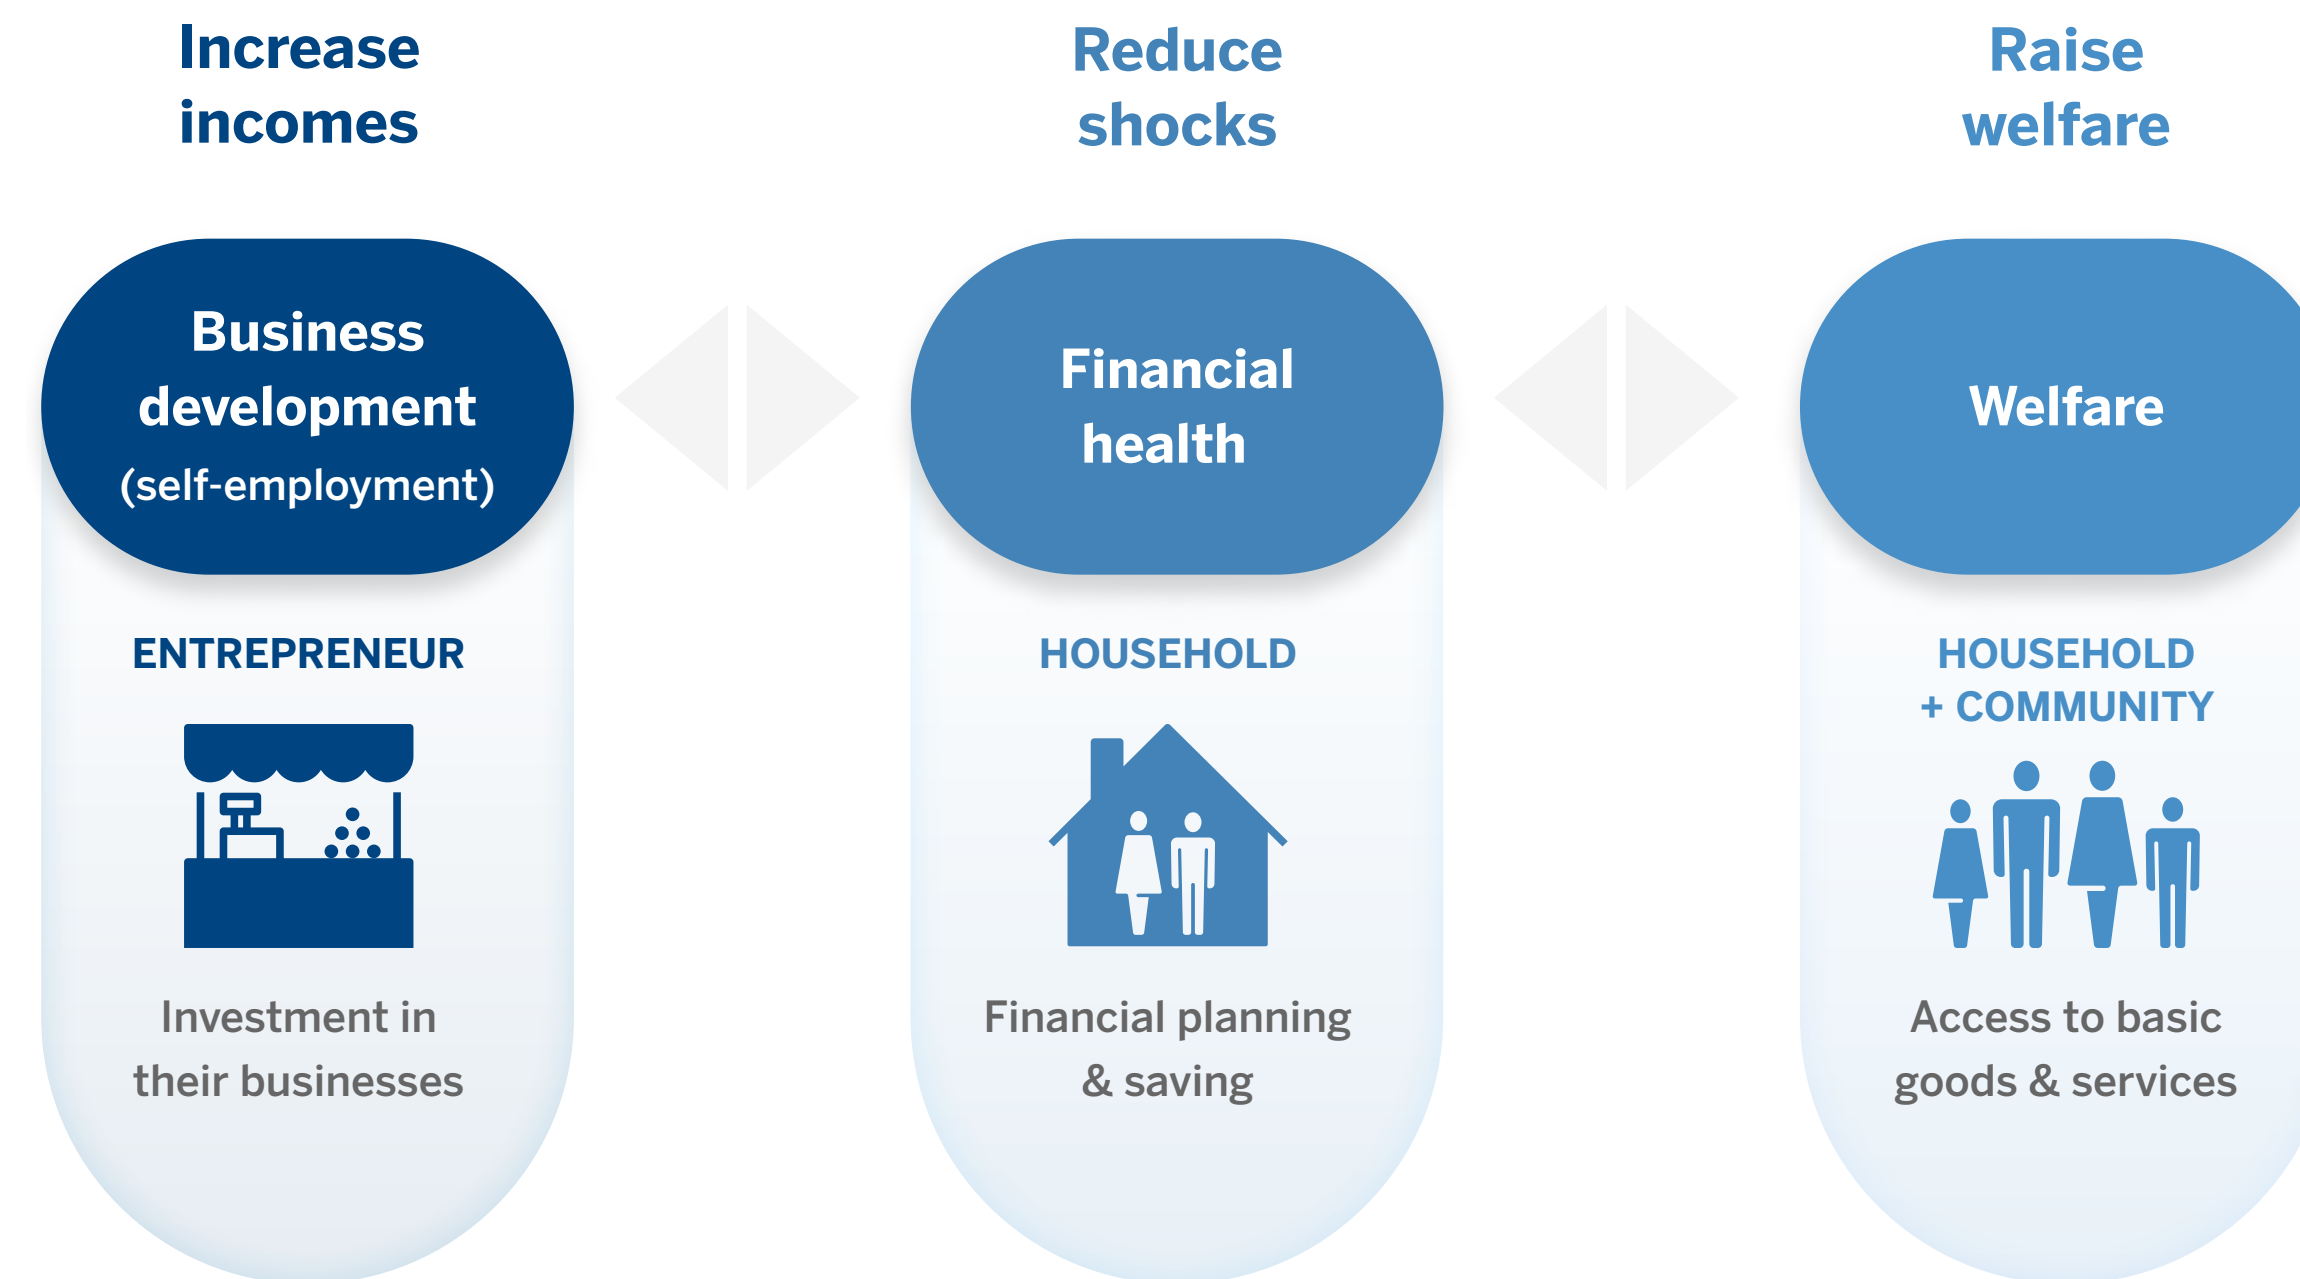 Increase
incomes
Business
development
(self-employment)
ENTREPRENEUR
Investment in
their businesses
Reduce
shocks
Financial
health
HOUSEHOLD
Financial planning
& saving
Raise
welfare
Welfare
HOUSEHOLD
+ COMMUNITY
Access to basic
goods & services